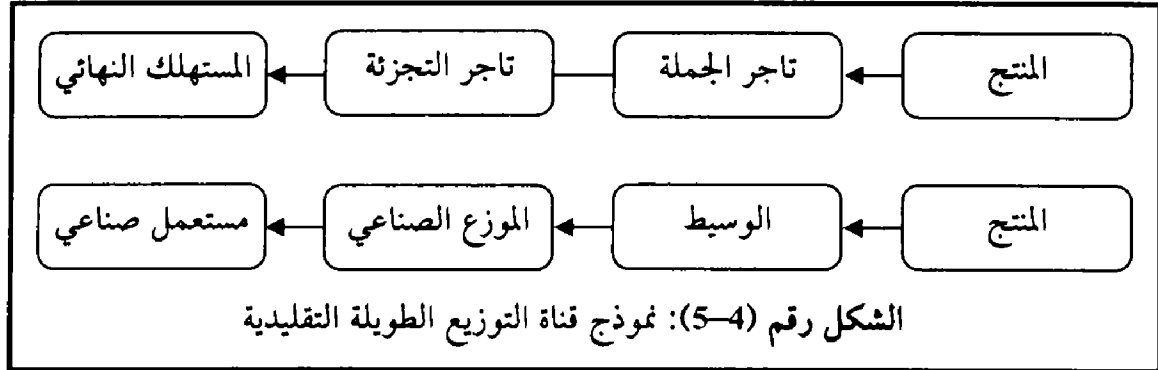 المنتج تاجر الجملة تاجر التجزئة المستهلك النهائي
المنتج الوسيط الموزع الصناعي مستعمل صناعي
الشكل رقم (4–5): نموذج قناة التوزيع الطويلة التقليدية